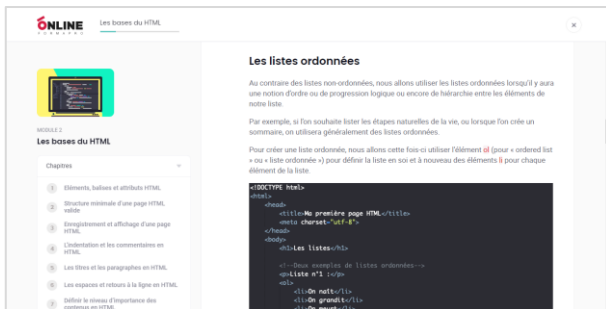 ONLINE
FORMAPRO
Les bases du HTML
MODULE 2
Les bases du HTML
Chapitres
1 Eléments, balises et attributs HTML
2 Structure minimale d'une page HTML
valide
3 Enregistrement et affichage d'une page
HTML
4 L'indentation et les commentaires en
HTML
5 Les titres et les paragraphes en HTML
6 Les espaces et retours à la ligne en HTML
7 Définir le niveau d'importance des
contenus en HTML
Les listes ordonnées
Au contraire des listes non-ordonnées, nous allons utiliser les listes ordonnées lorsqu'il y aura
une notion d'ordre ou de progression logique ou encore de hiérarchie entre les éléments de
notre liste.
Par exemple, si l'on souhaite lister les étapes naturelles de la vie, ou lorsque l'on crée un
sommaire, on utilisera généralement des listes ordonnées.
Pour créer une liste ordonnée, nous allons cette fois-ci utiliser l'élément ol (pour « ordered list
» ou « liste ordonnée ») pour définir la liste en soi et à nouveau des éléments li pour chaque
élément de la liste.
<!DOCTYPE html>
<html>
<head>
<title>Ma première page HTML</title>
<meta charset="utf-8">
</head>
<body>
<h1>Les listes</h1>
<!--Deux exemples de listes ordonnées-->
<p>Liste n°1 :</p>
<ol>
<li>On naît</li>
<li>On grandit</li>
<li>On meurt</li>